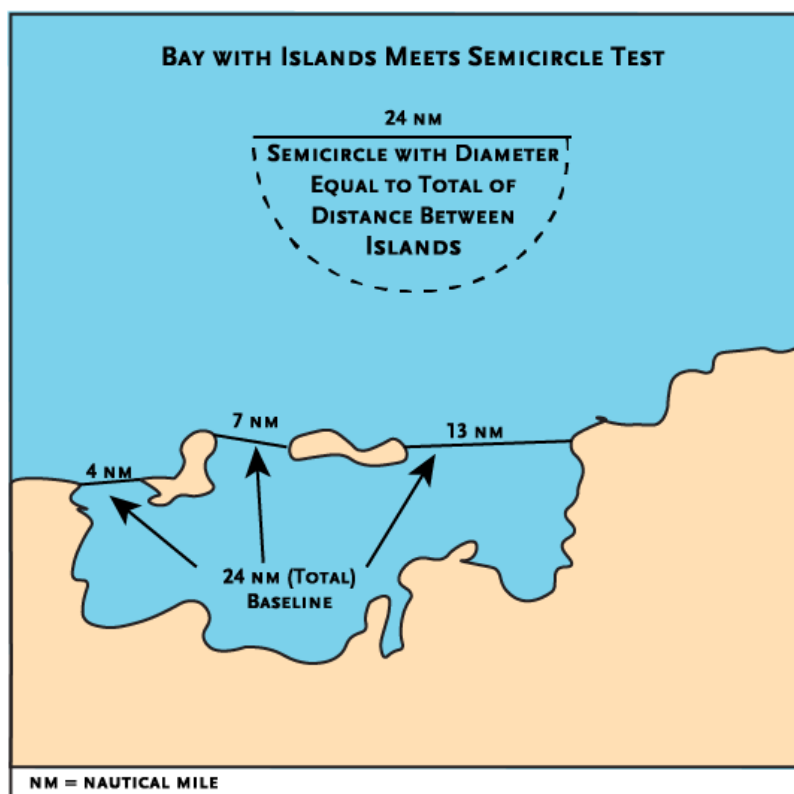 Bay with Islands Meets Semicircle Test
24 NM
Semicircle with Diameter
Equal to Total of
Distance Between
Islands
7 NM
13 NM
4 NM
24 NM (Total)
Baseline
NM = NAUTICAL MILE